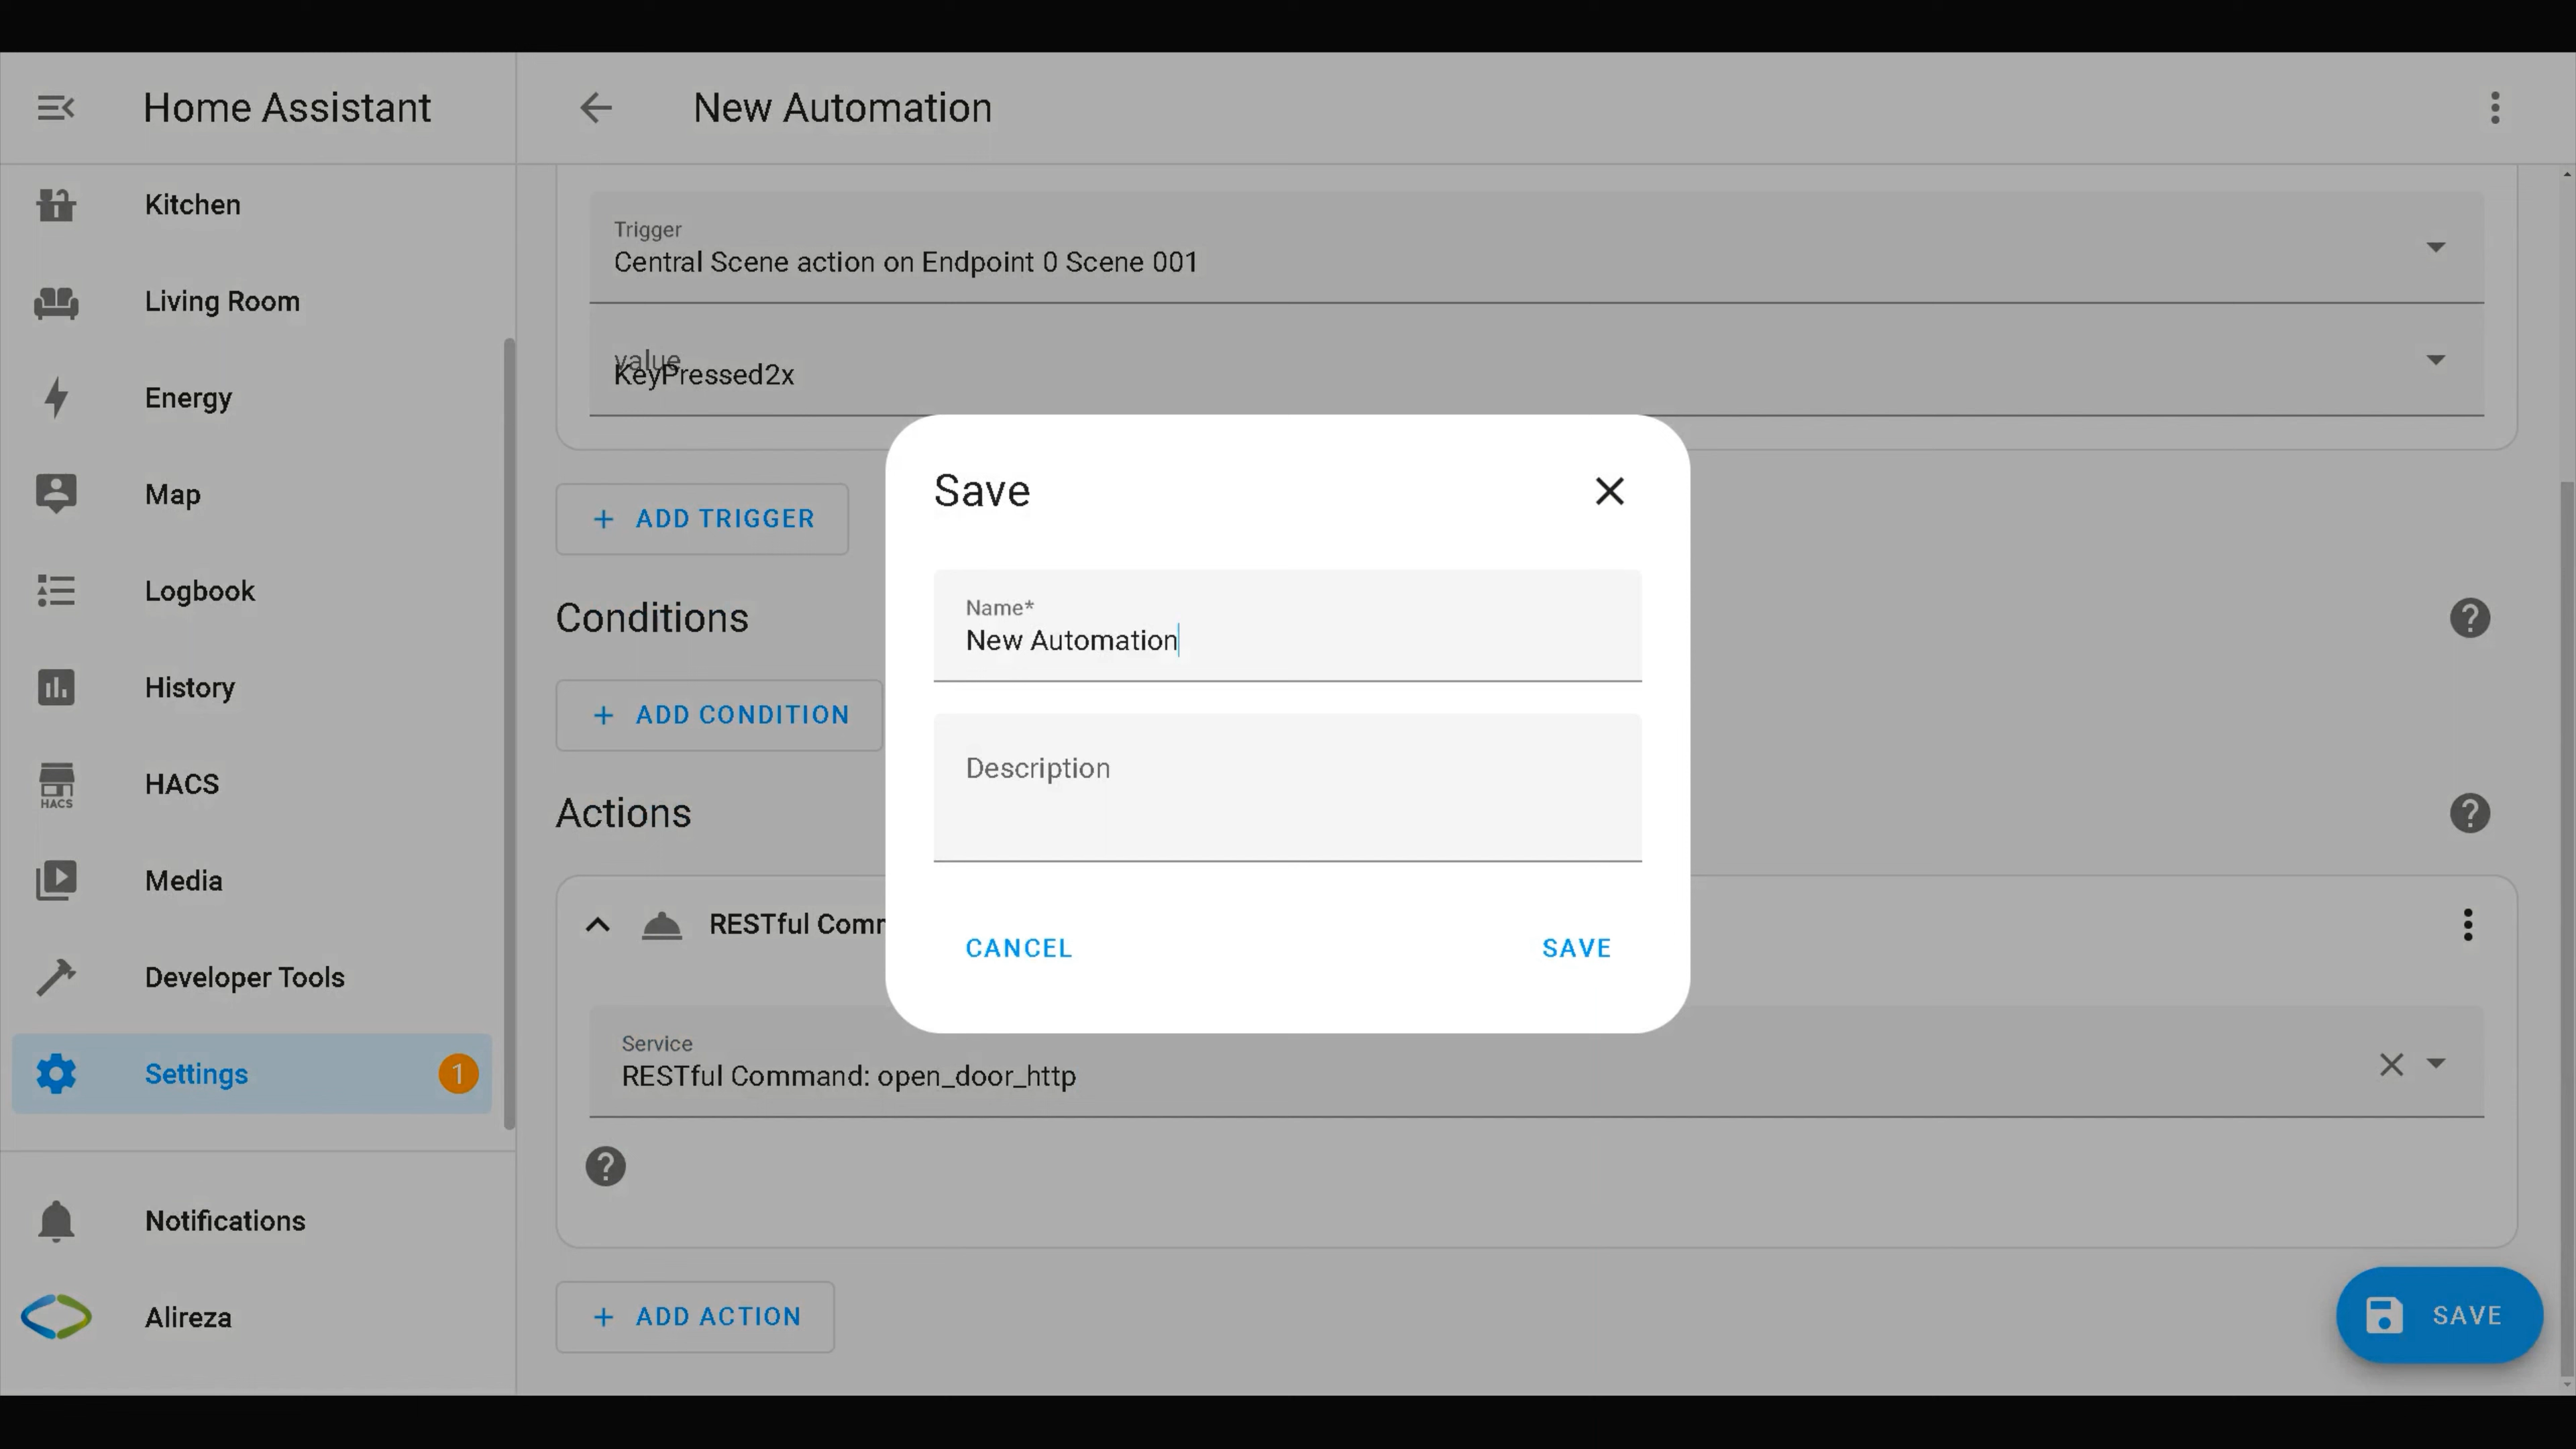 Home Assistant
New Automation
Kitchen
Living Room
Energy
Map
Logbook
History
HACS
HACS
Media
Developer Tools
Settings
1
Notifications
Alireza
Trigger
Central Scene action on Endpoint 0 Scene 001
value
KeyPressed2x
+ ADD TRIGGER
Conditions
?
+ ADD CONDITION
Actions
?
RESTful Comm
Service
RESTful Command: open_door_http
?
+ ADD ACTION
SAVE
Save
Name*
New Automation
Description
CANCEL
SAVE